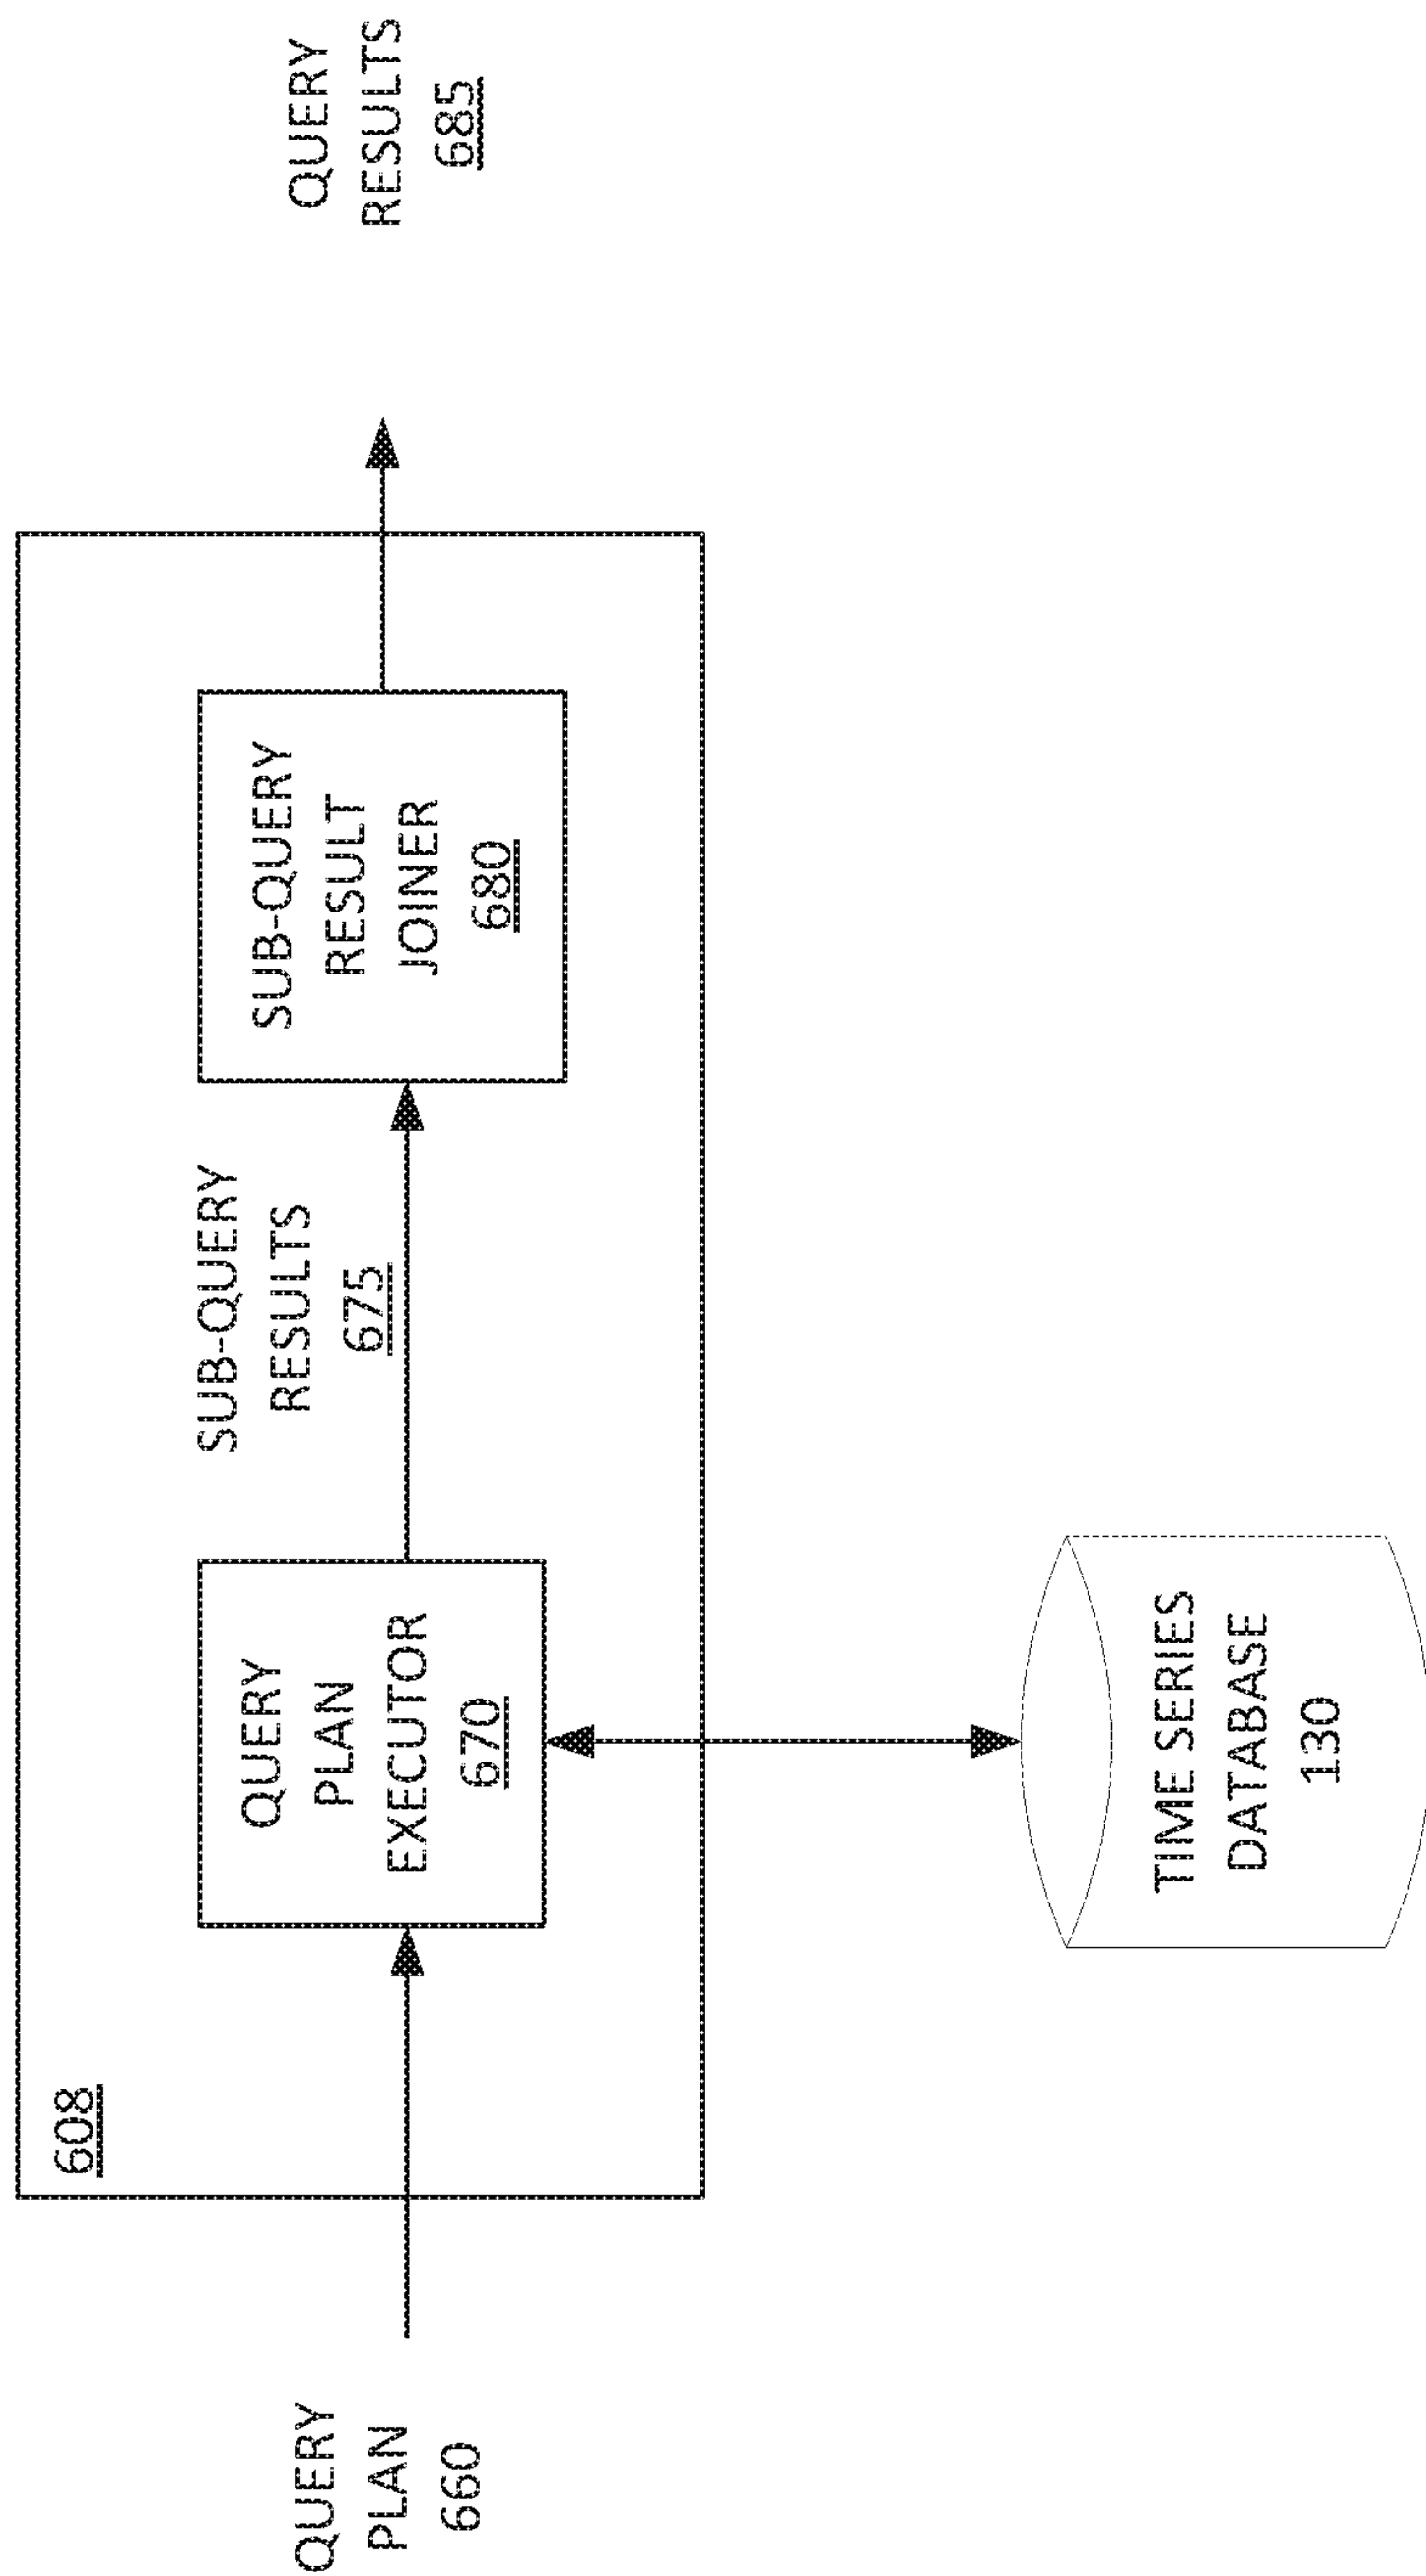 608
QUERY
PLAN
660
QUERY
PLAN
EXECUTOR
670
SUB-QUERY
RESULTS
675
SUB-QUERY
RESULT
JOINER
680
QUERY
RESULTS
685
TIME SERIES
DATABASE
130